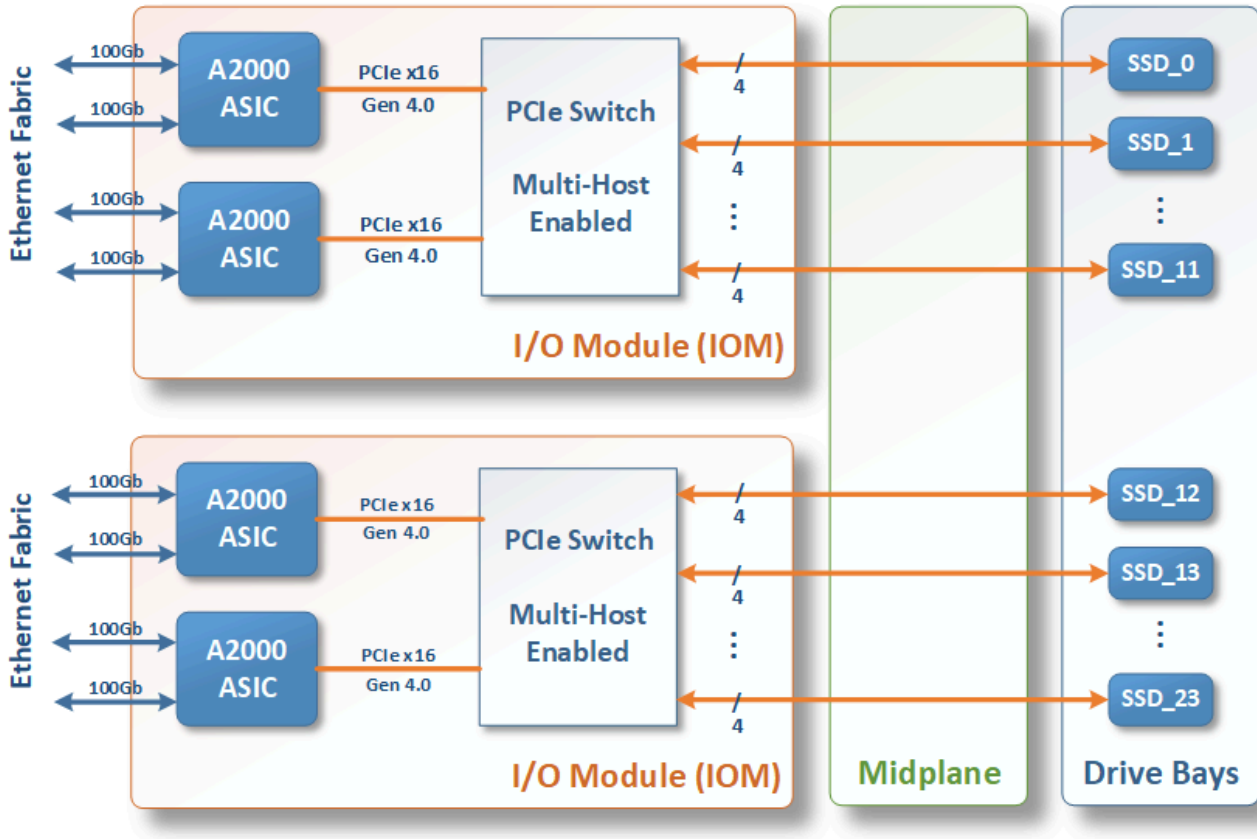 Ethernet Fabric
100Gb
100Gb
A2000
ASIC
PCIe x16
Gen 4.0
100Gb
100Gb
A2000
ASIC
PCIe x16
Gen 4.0
PCIe Switch
Multi-Host
Enabled
/
4
/
4
⋮
/
4
I/O Module (IOM)
SSD_0
SSD_1
⋮
SSD_11
Ethernet Fabric
100Gb
100Gb
A2000
ASIC
PCIe x16
Gen 4.0
100Gb
100Gb
A2000
ASIC
PCIe x16
Gen 4.0
PCIe Switch
Multi-Host
Enabled
/
4
/
4
⋮
/
4
I/O Module (IOM)
SSD_12
SSD_13
⋮
SSD_23
Midplane
Drive Bays